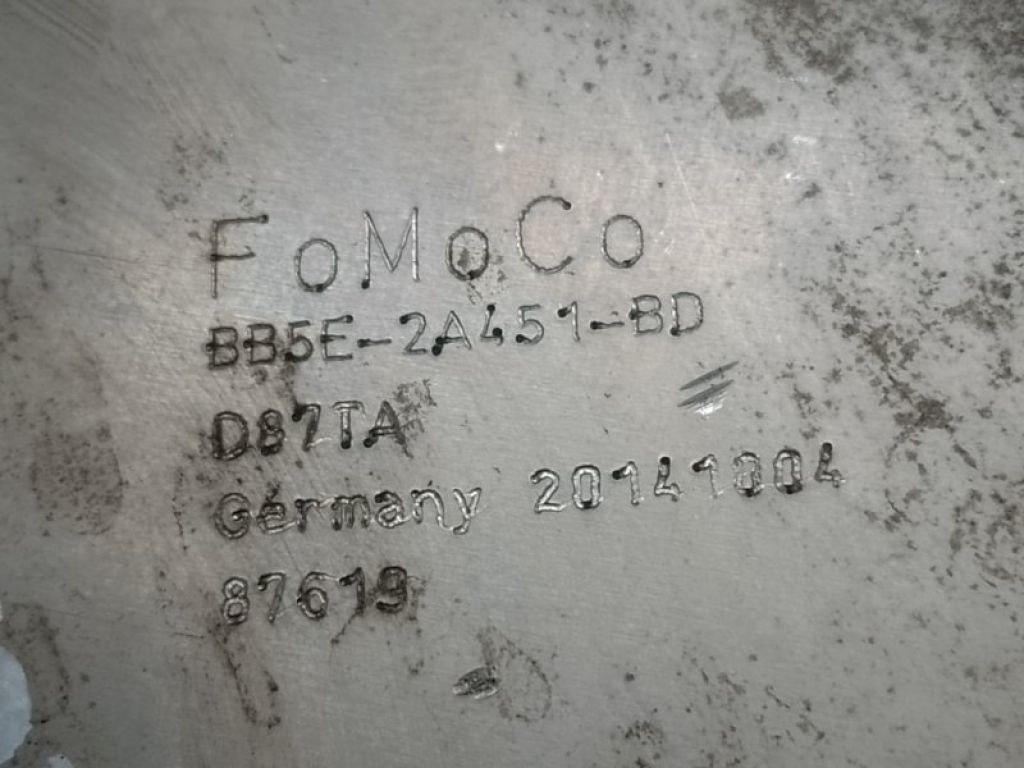 FoMoCo
BB5E-2A451-BD
D87TA
Germany 20141004
87619